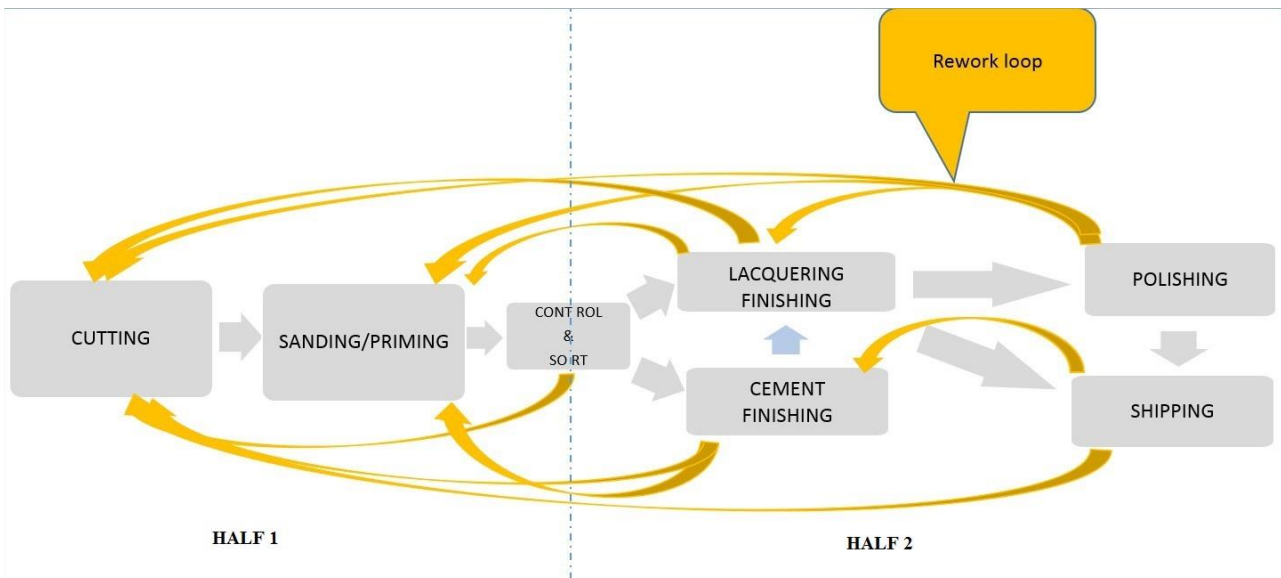 Rework loop
LACQUERING
FINISHING
POLISHING
CUTTING
SANDING/PRIMING
CONT ROL
&
SO RT
CEMENT
FINISHING
SHIPPING
HALF 1
HALF 2